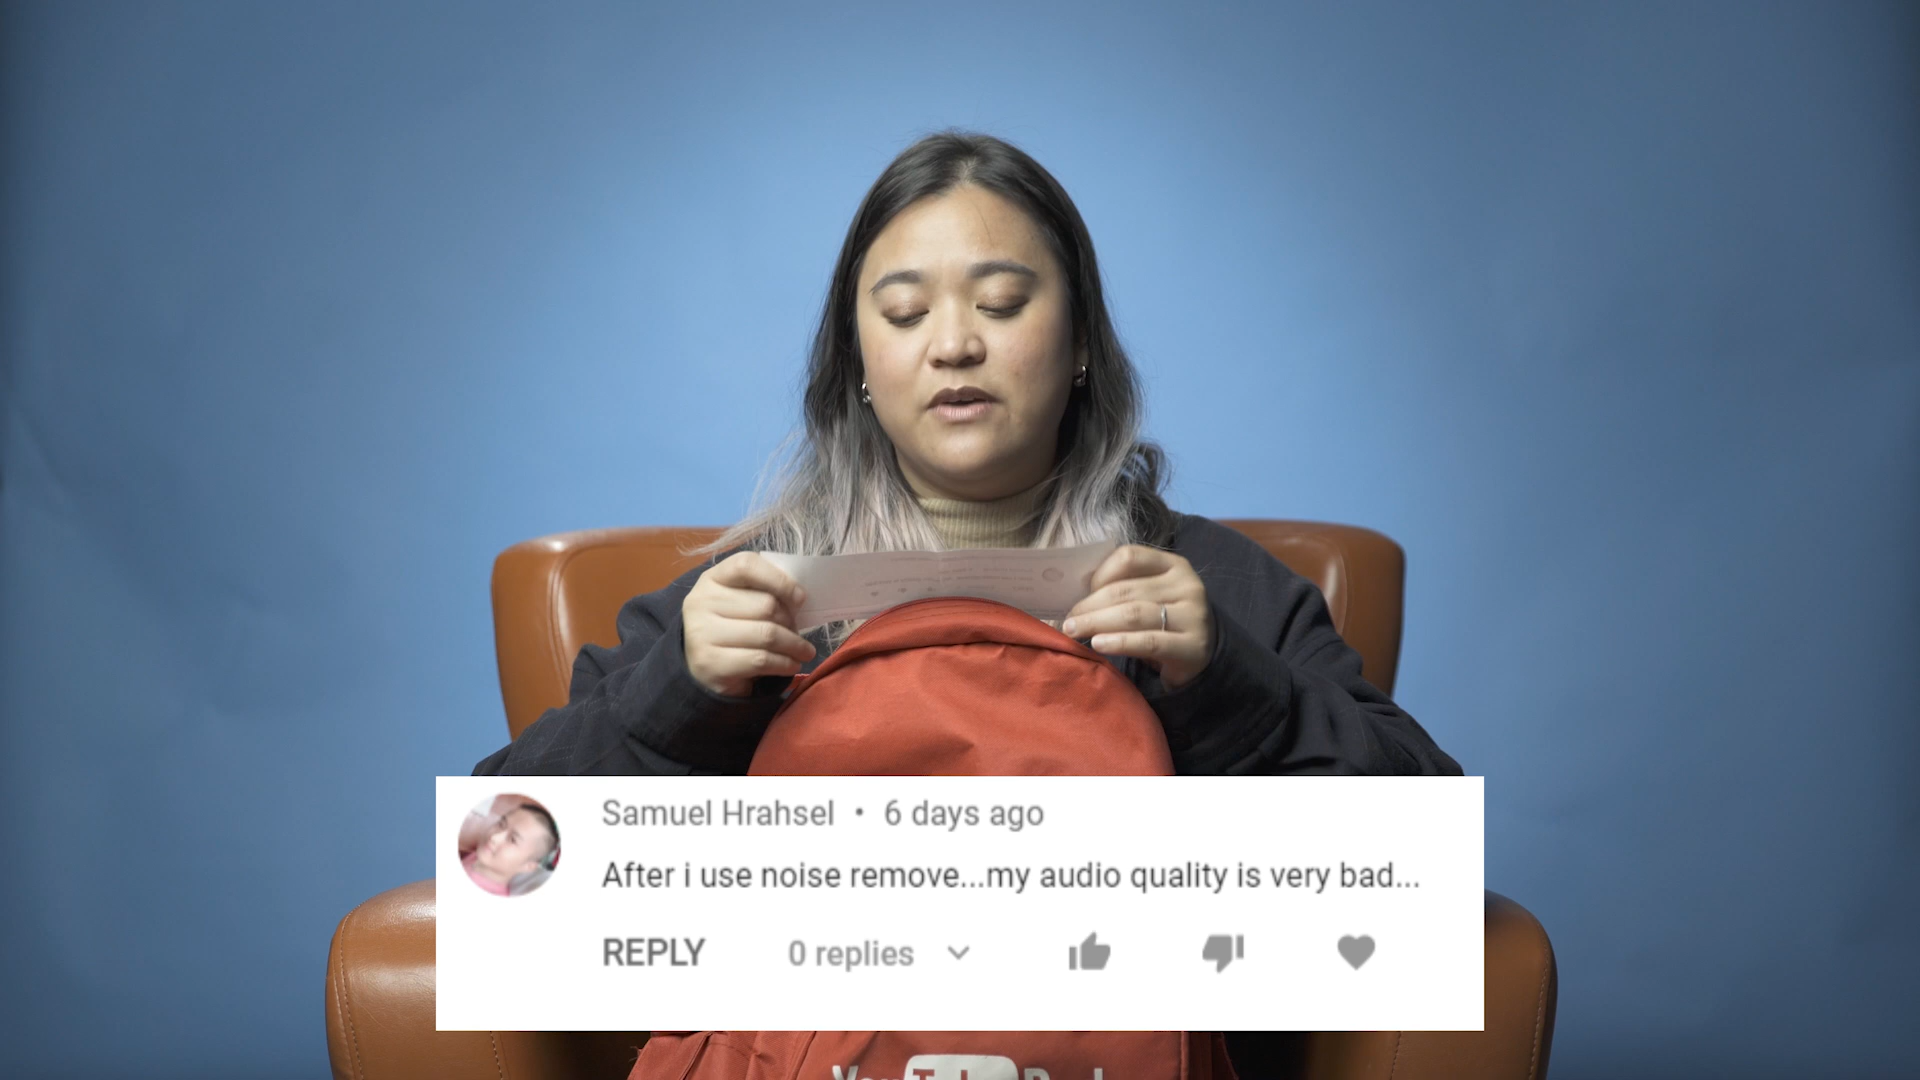 Samuel Hrahsel • 6 days ago
After i use noise remove...my audio quality is very bad...
REPLY 0 replies